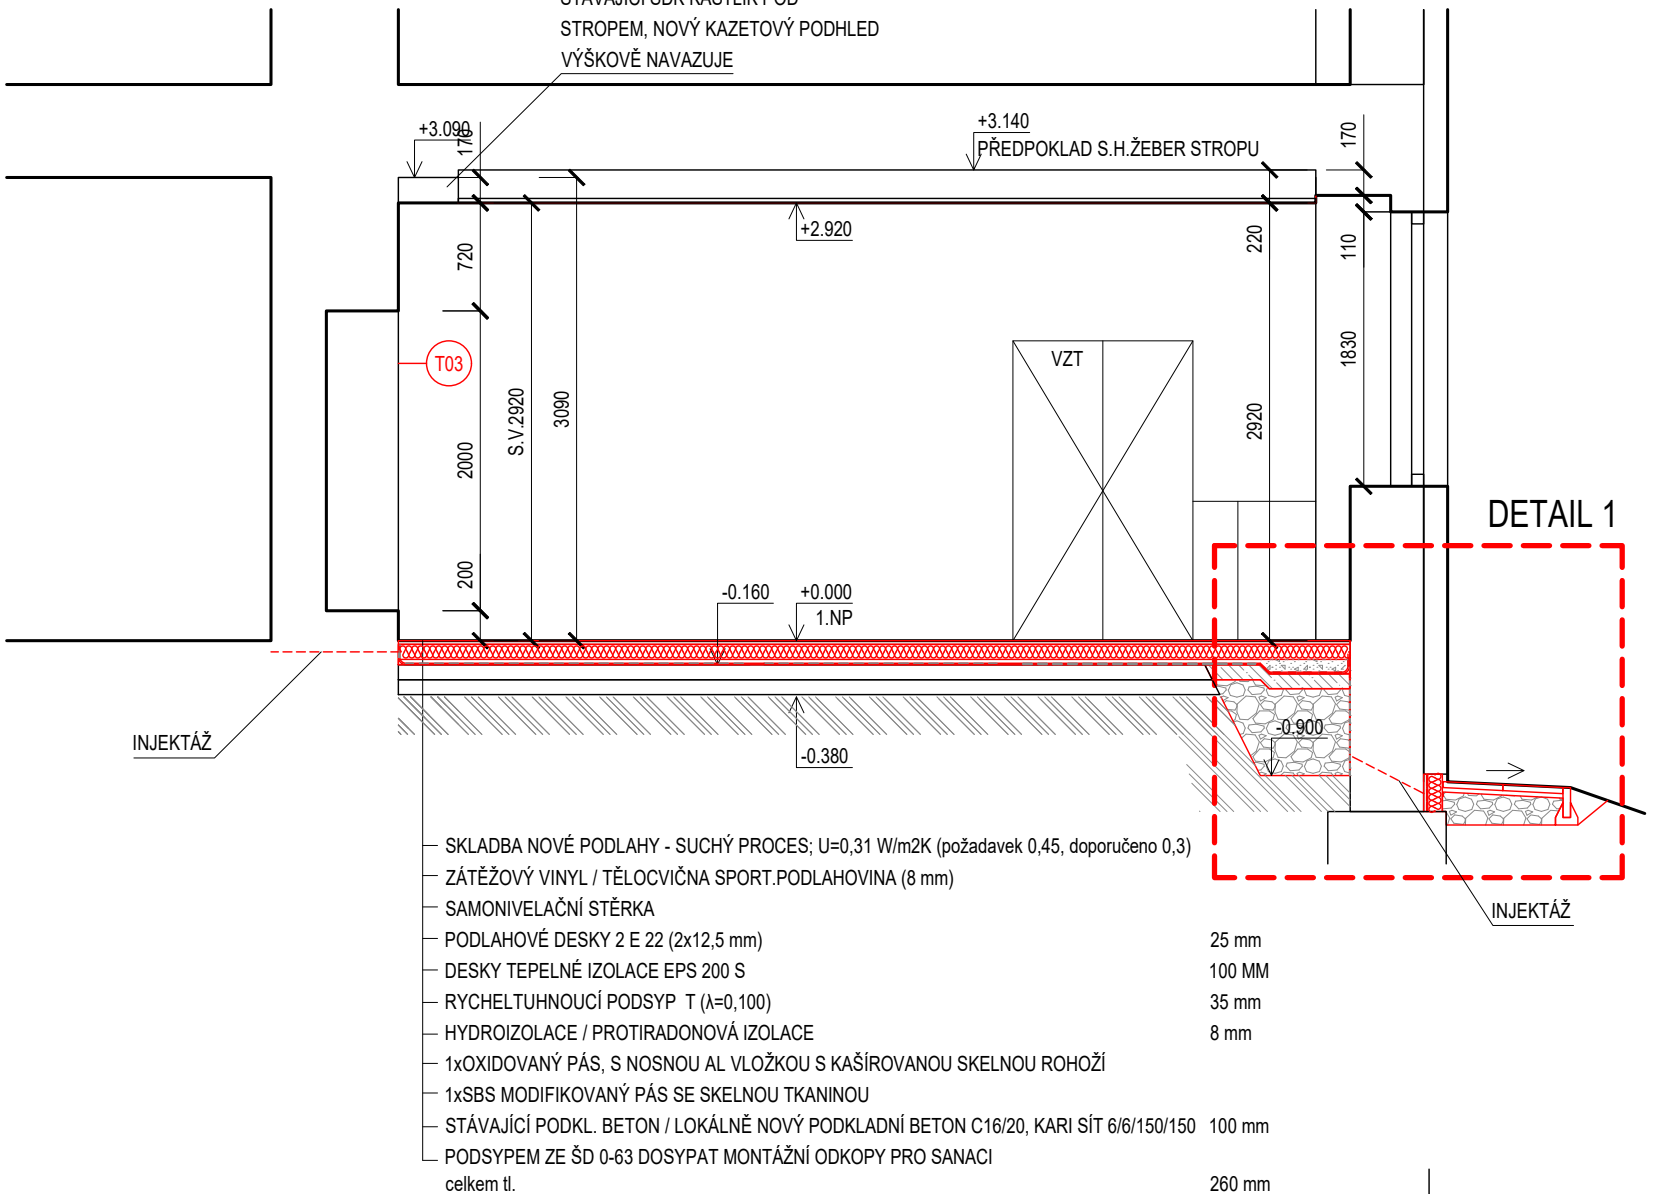 STÁVAJÍCÍ SDK KASTLÍK POD
STROPEM, NOVÝ KAZETOVÝ PODHLED
VÝŠKOVĚ NAVAZUJE
+3.090
170
+3.140
PŘEDPOKLAD S.H.ŽEBER STROPU
170
+2.920
720
220
110
T03
VZT
1830
S.V.2920
3090
2920
2000
DETAIL 1
200
-0.160
+0.000
1.NP
INJEKTÁŽ
-0.900
-0.380
SKLADBA NOVÉ PODLAHY - SUCHÝ PROCES; U=0,31 W/m2K (požadavek 0,45, doporučeno 0,3)
ZÁTĚŽOVÝ VINYL / TĚLOCVIČNA SPORT.PODLAHOVINA (8 mm)
SAMONIVELAČNÍ STĚRKA
INJEKTÁŽ
PODLAHOVÉ DESKY 2 E 22 (2x12,5 mm) 25 mm
DESKY TEPELNÉ IZOLACE EPS 200 S 100 MM
RYCHELTUHNOUCÍ PODSYP T (λ=0,100) 35 mm
HYDROIZOLACE / PROTIRADONOVÁ IZOLACE 8 mm
1xOXIDOVANÝ PÁS, S NOSNOU AL VLOŽKOU S KAŠÍROVANOU SKELNOU ROHOŽÍ
1xSBS MODIFIKOVANÝ PÁS SE SKELNOU TKANINOU
STÁVAJÍCÍ PODKL. BETON / LOKÁLNĚ NOVÝ PODKLADNÍ BETON C16/20, KARI SÍT 6/6/150/150 100 mm
PODSYPEM ZE ŠD 0-63 DOSYPAT MONTÁŽNÍ ODKOPY PRO SANACI
celkem tl. 260 mm